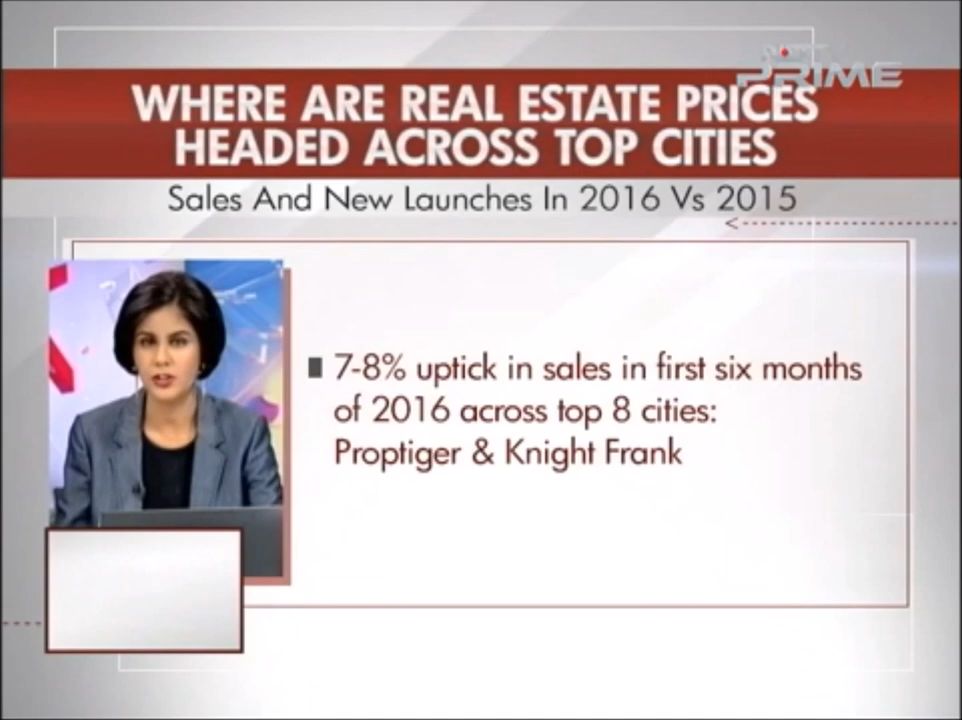 PRIME
WHERE ARE REAL ESTATE PRICES
HEADED ACROSS TOP CITIES
Sales And New Launches In 2016 Vs 2015
7-8% uptick in sales in first six months
of 2016 across top 8 cities:
Proptiger & Knight Frank